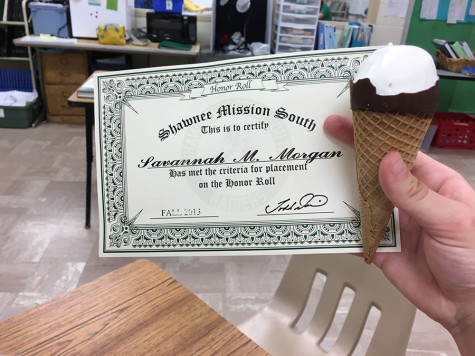 Honor Roll
Shawnee Mission South
This is to certify
Savannah M. Morgan
Has met the criteria for placement
on the Honor Roll
FALL 2013